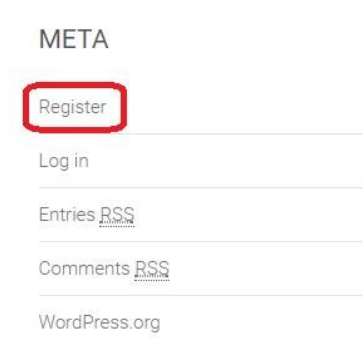 META
Register
Log in
Entries RSS
Comments RSS
WordPress.org